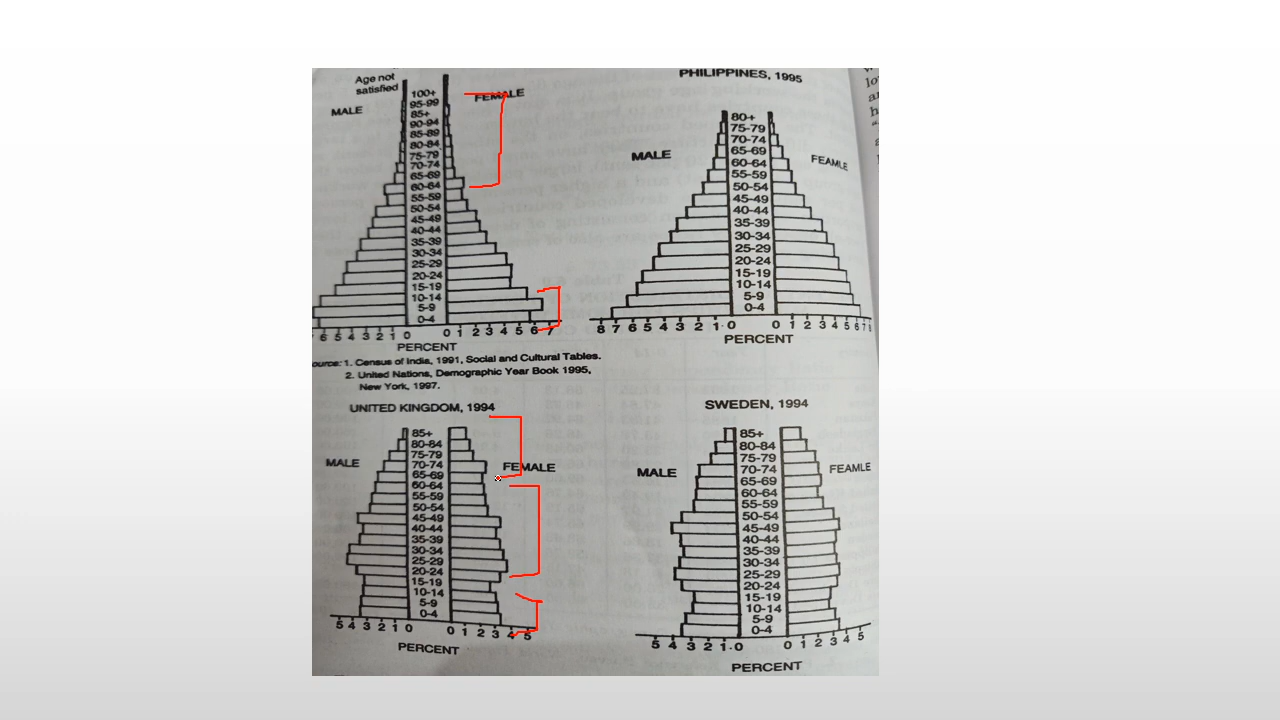 Age not
satisfied
100+
95-99
85+
90-94
85-89
80-84
75-79
70-74
65-69
60-64
55-59
50-54
45-49
40-44
35-39
30-34
25-29
20-24
15-19
10-14
5-9
0-4
MALE
FEMALE
6 5 4 3 2 1 0
0 1 2 3 4 5 6 7
PERCENT
PHILIPPINES, 1995
80+
75-79
70-74
65-69
60-64
55-59
50-54
45-49
40-44
35-39
30-34
25-29
20-24
15-19
10-14
5-9
0-4
MALE
FEAMLE
8 7 6 5 4 3 2 1 0
0 1 2 3 4 5 6 7 8
PERCENT
ource: 1. Census of India, 1991, Social and Cultural Tables.
2. United Nations, Demographic Year Book 1995,
New York, 1997.
UNITED KINGDOM, 1994
85+
80-84
75-79
70-74
65-69
60-64
55-59
50-54
45-49
40-44
35-39
30-34
25-29
20-24
15-19
10-14
5-9
0-4
MALE
FEMALE
5 4 3 2 1 0
0 1 2 3 4 5
PERCENT
SWEDEN, 1994
85+
80-84
75-79
70-74
65-69
60-64
55-59
50-54
45-49
40-44
35-39
30-34
25-29
20-24
15-19
10-14
5-9
0-4
MALE
FEAMLE
5 4 3 2 1 0
0 1 2 3 4 5
PERCENT